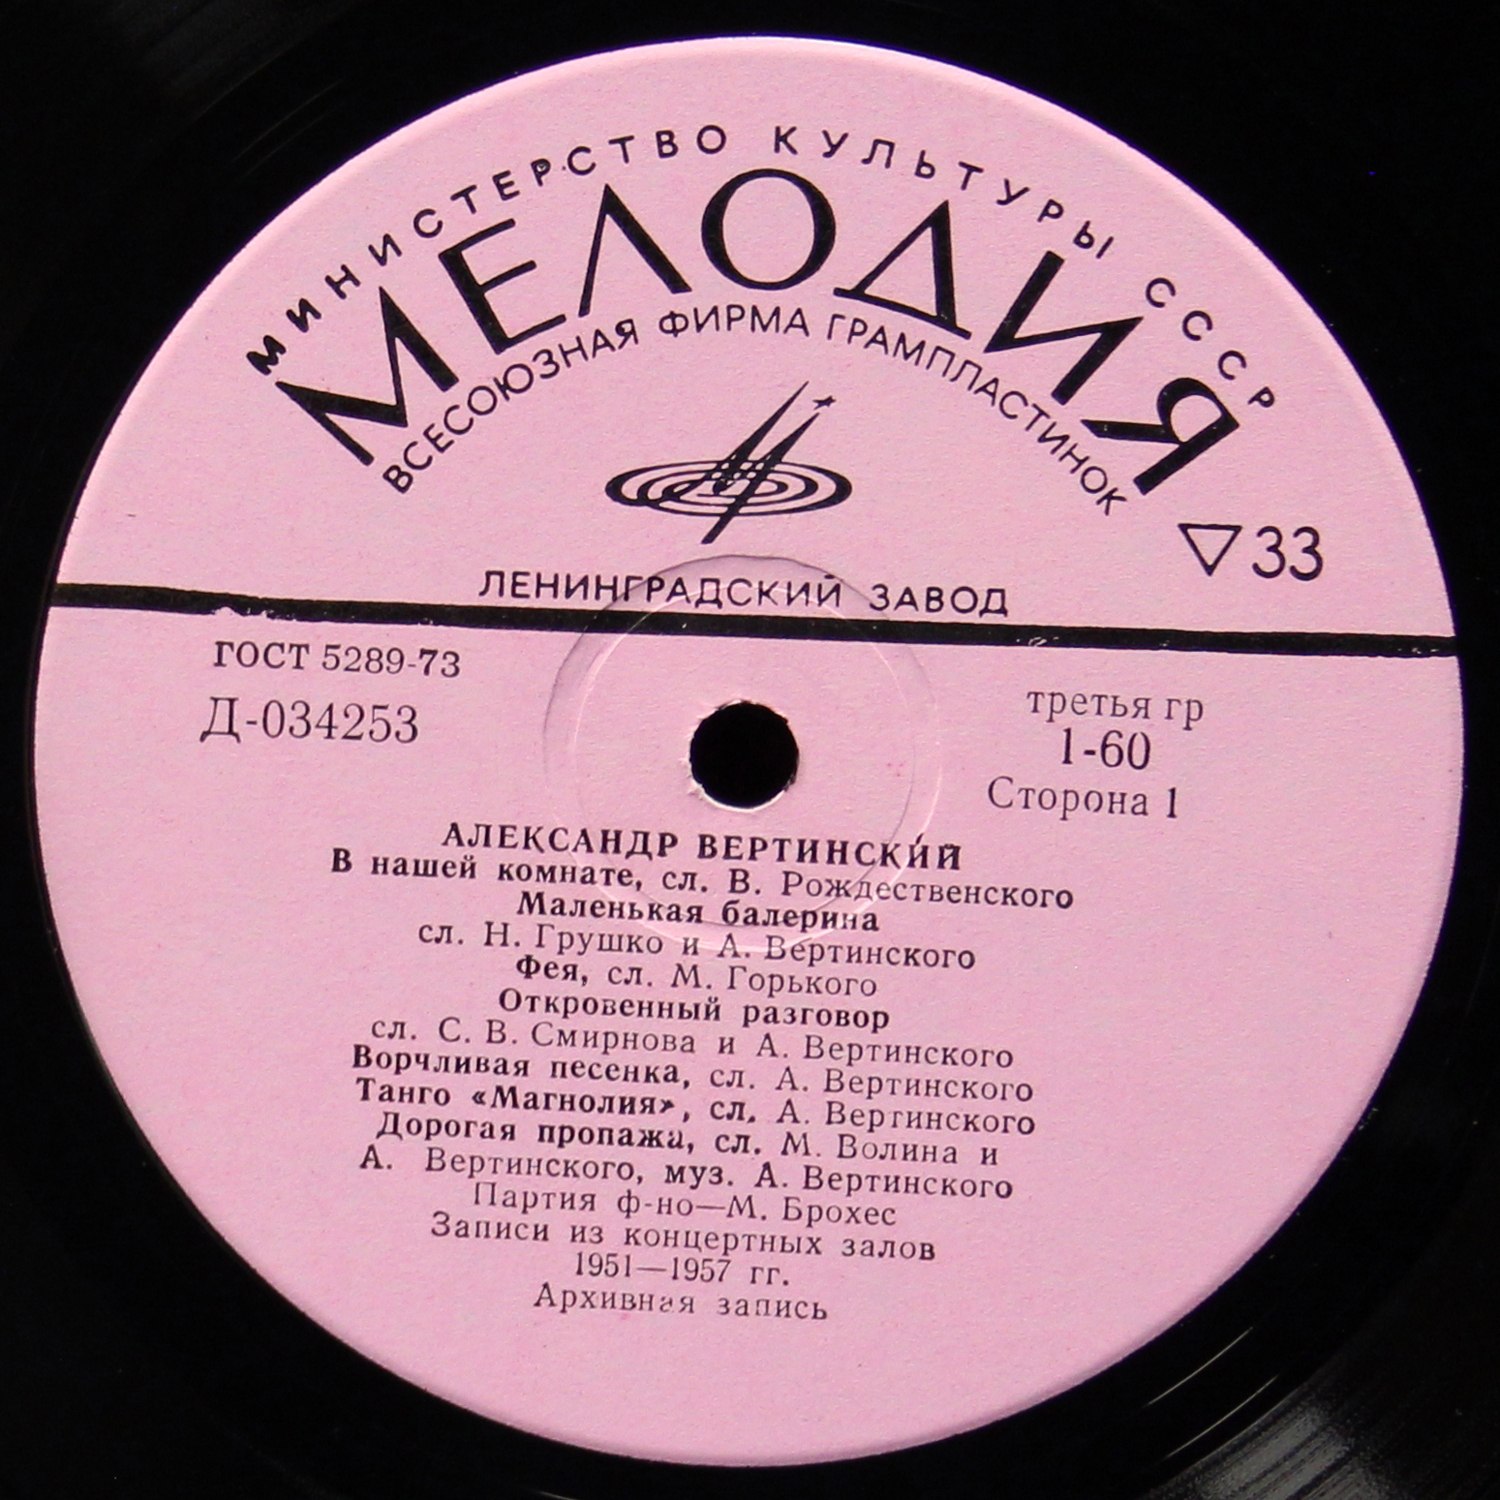 МИНИСТЕРСТВО КУЛЬТУРЫ СССР
МЕЛОДИЯ
ВСЕСОЮЗНАЯ ФИРМА ГРАМПЛАСТИНОК
33
ЛЕНИНГРАДСКИЙ ЗАВОД
ГОСТ 5289-73
Д-034253
третья гр
1-60
Сторона 1
АЛЕКСАНДР ВЕРТИНСКИЙ
В нашей комнате, сл. В. Рождественского
Маленькая балерина
сл. Н. Грушко и А. Вертинского
Фея, сл. М. Горького
Откровенный разговор
сл. С. В. Смирнова и А. Вертинского
Ворчливая песенка, сл. А. Вертинского
Танго «Магнолия», сл. А. Вертинского
Дорогая пропажа, сл. М. Волина и
А. Вертинского, муз. А. Вертинского
Партия ф-но—М. Брохес
Записи из концертных залов
1951—1957 гг.
Архивная запись